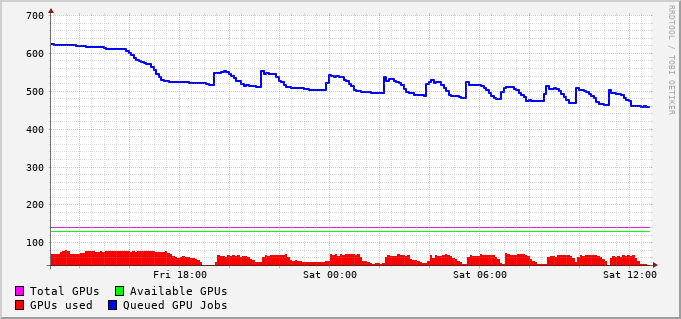 700
600
500
400
300
200
100
Fri 18:00 Sat 00:00 Sat 06:00 Sat 12:00
Total GPUs Available GPUs
GPUs used Queued GPU Jobs
RRDTOOL / TOBI OETIKER